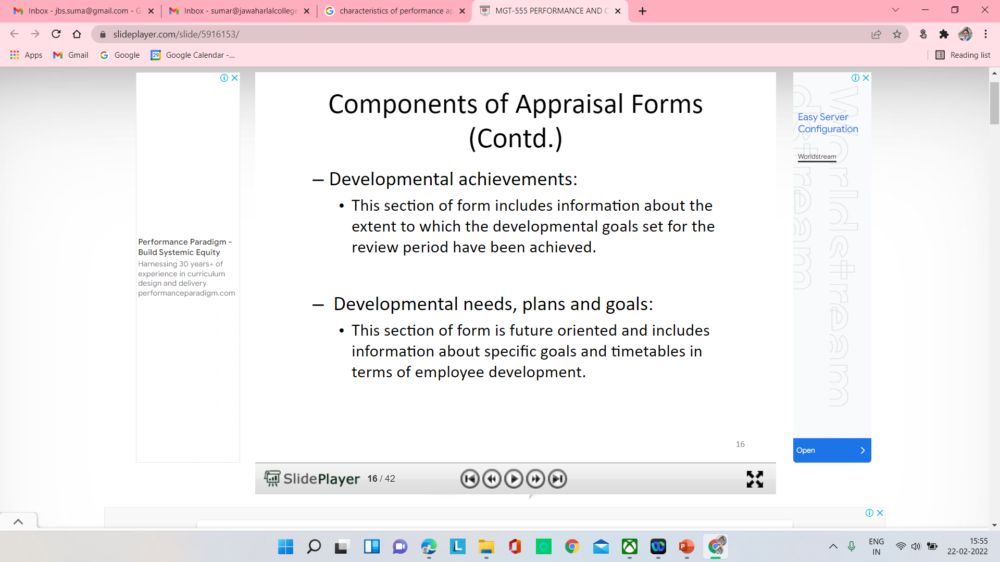 Inbox - jbs.suma@gmail.com - G
Inbox - sumar@jawaharlalcollege
characteristics of performance ap
MGT-555 PERFORMANCE AND C
slideplayer.com/slide/5916153/
Apps
Gmail
Google
29
Google Calendar -...
Reading list
Components of Appraisal Forms
(Contd.)
– Developmental achievements:
• This section of form includes information about the
extent to which the developmental goals set for the
review period have been achieved.
– Developmental needs, plans and goals:
• This section of form is future oriented and includes
information about specific goals and timetables in
terms of employee development.
16
Performance Paradigm -
Build Systemic Equity
Harnessing 30 years+ of
experience in curriculum
design and delivery
performanceparadigm.com
Easy Server
Configuration
Worldstream
Worldstream
Open
SlidePlayer
16 / 42
ENG
IN
15:55
22-02-2022